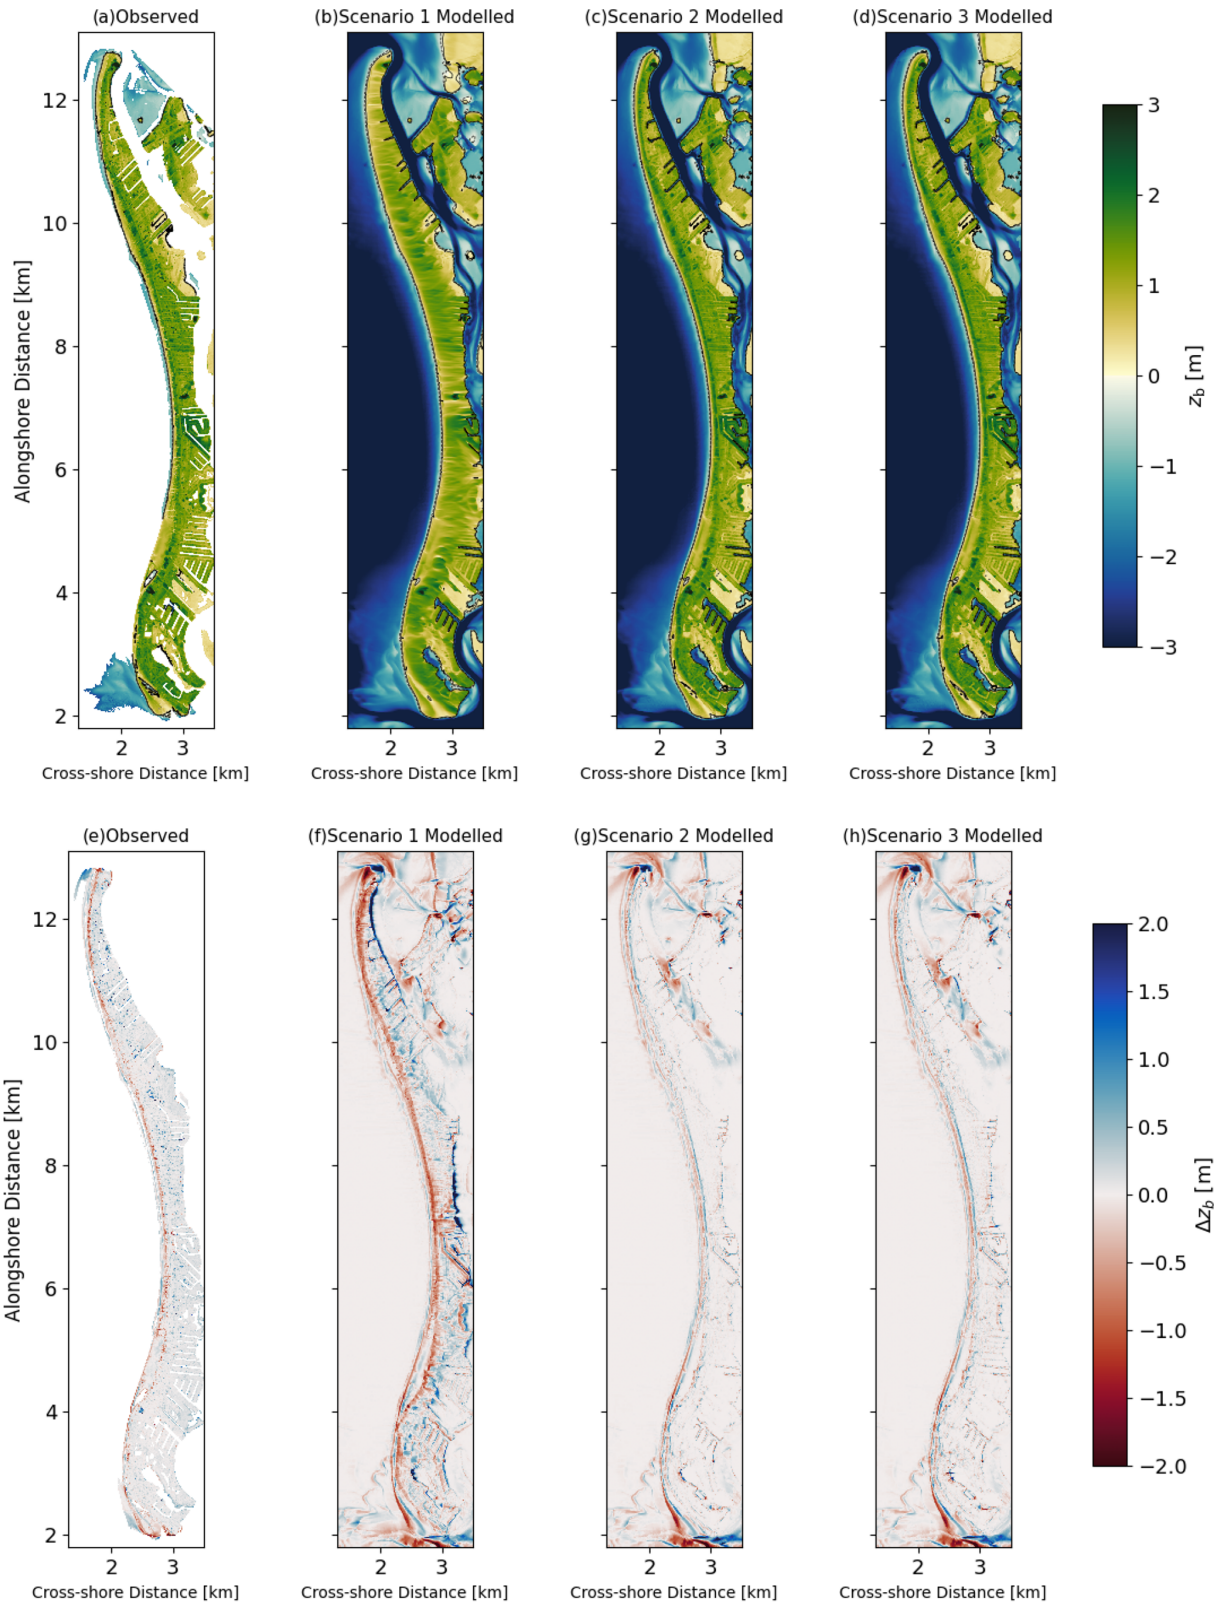 (a)Observed
(b)Scenario 1 Modelled
(c)Scenario 2 Modelled
(d)Scenario 3 Modelled
Alongshore Distance [km]
12
10
8
6
4
2
2 3
2 3
2 3
2 3
Cross-shore Distance [km]
Cross-shore Distance [km]
Cross-shore Distance [km]
Cross-shore Distance [km]
3
2
1
0
−1
−2
−3
zb [m]
(e)Observed
(f)Scenario 1 Modelled
(g)Scenario 2 Modelled
(h)Scenario 3 Modelled
Alongshore Distance [km]
12
10
8
6
4
2
2 3
2 3
2 3
2 3
Cross-shore Distance [km]
Cross-shore Distance [km]
Cross-shore Distance [km]
Cross-shore Distance [km]
2.0
1.5
1.0
0.5
0.0
−0.5
−1.0
−1.5
−2.0
Δzb [m]